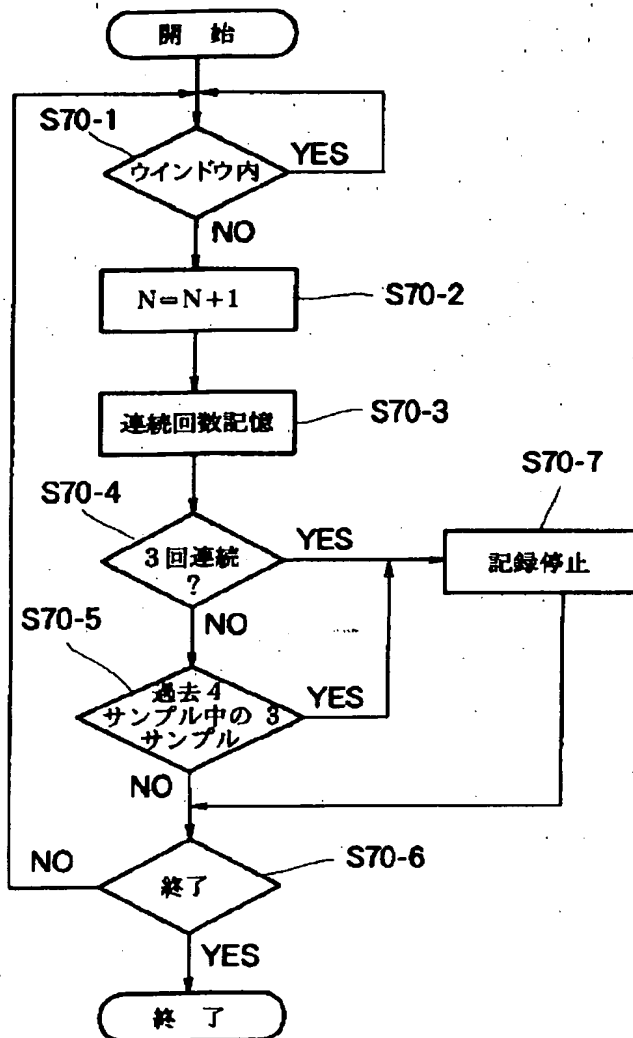 開始
S70-1
ウインドウ内
YES
NO
N=N+1
S70-2
連続回数記憶
S70-3
S70-4
3回連続
?
YES
NO
S70-7
記録停止
S70-5
過去4
サンプル中の3
サンプル
YES
NO
S70-6
終了
NO
YES
終了